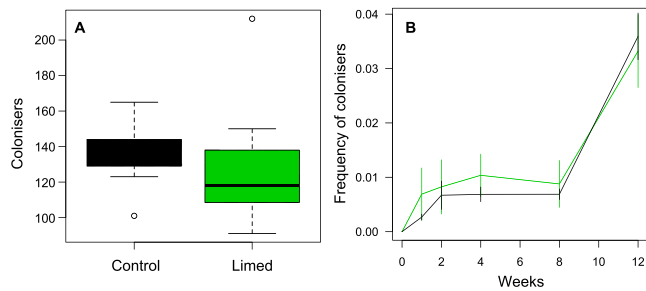 A
Colonisers
200
180
160
140
120
100
Control Limed
B
Frequency of colonisers
0.04
0.03
0.02
0.01
0.00
0 2 4 6 8 10 12
Weeks